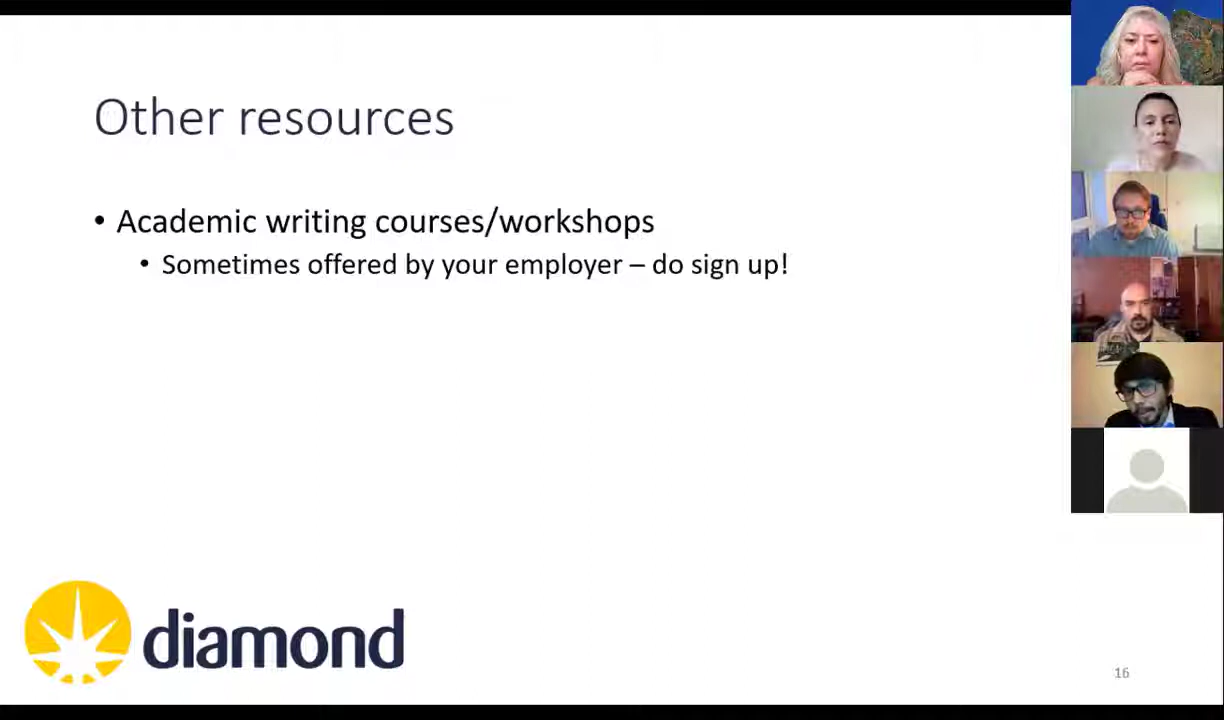 Other resources
• Academic writing courses/workshops
• Sometimes offered by your employer – do sign up!
diamond
16